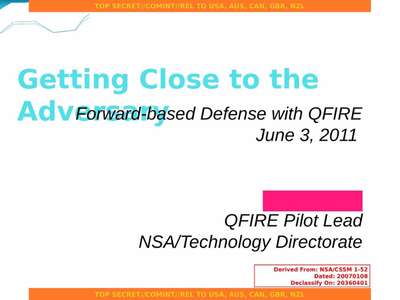 TOP SECRET//COMINT//REL TO USA, AUS, CAN, GBR, NZL
Getting Close to the
Adversary
Forward-based Defense with QFIRE
June 3, 2011
QFIRE Pilot Lead
NSA/Technology Directorate
Derived From: NSA/CSSM 1-52
Dated: 20070108
Declassify On: 20360401
TOP SECRET//COMINT//REL TO USA, AUS, CAN, GBR, NZL